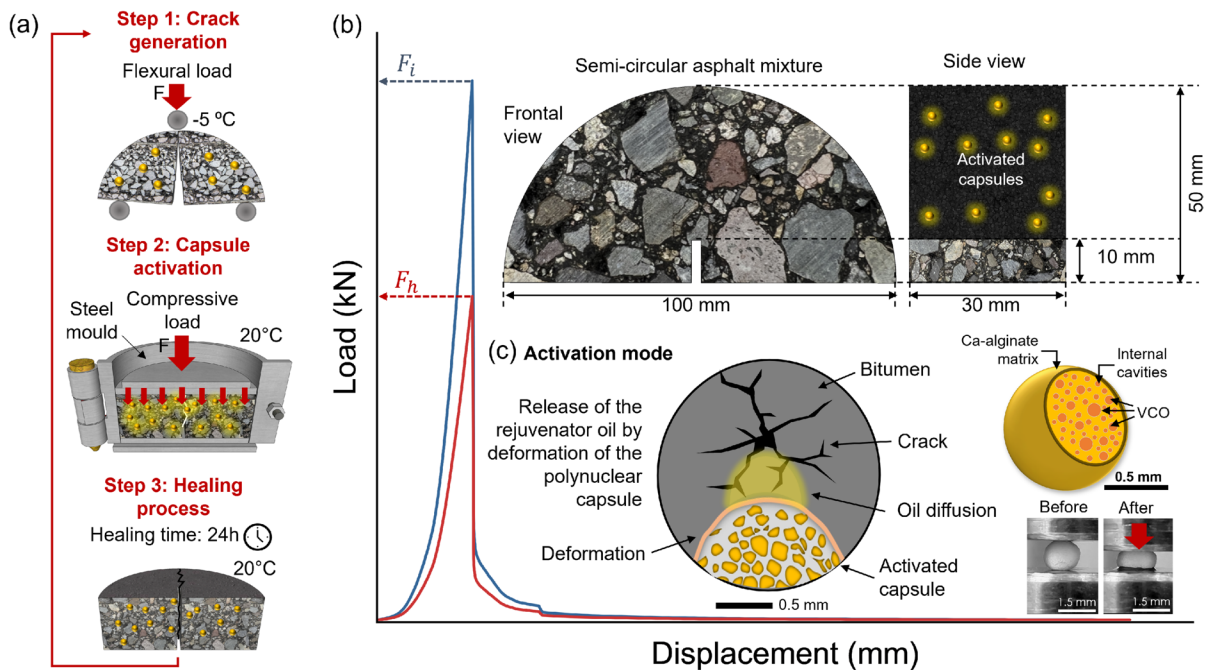 (a)
Step 1: Crack
generation
Flexural load
F
-5 ºC
Step 2: Capsule
activation
Compressive
load
Steel
mould
F
20°C
Step 3: Healing
process
Healing time: 24h
20°C
(b)
Load (kN)
Displacement (mm)
Fᵢ
Fₕ
Semi-circular asphalt mixture
Side view
Frontal
view
Activated
capsules
50 mm
10 mm
100 mm
30 mm
(c) Activation mode
Release of the
rejuvenator oil by
deformation of the
polynuclear
capsule
Bitumen
Crack
Oil diffusion
Deformation
Activated
capsule
0.5 mm
Ca-alginate
matrix
Internal
cavities
VCO
0.5 mm
Before
After
1.5 mm
1.5 mm